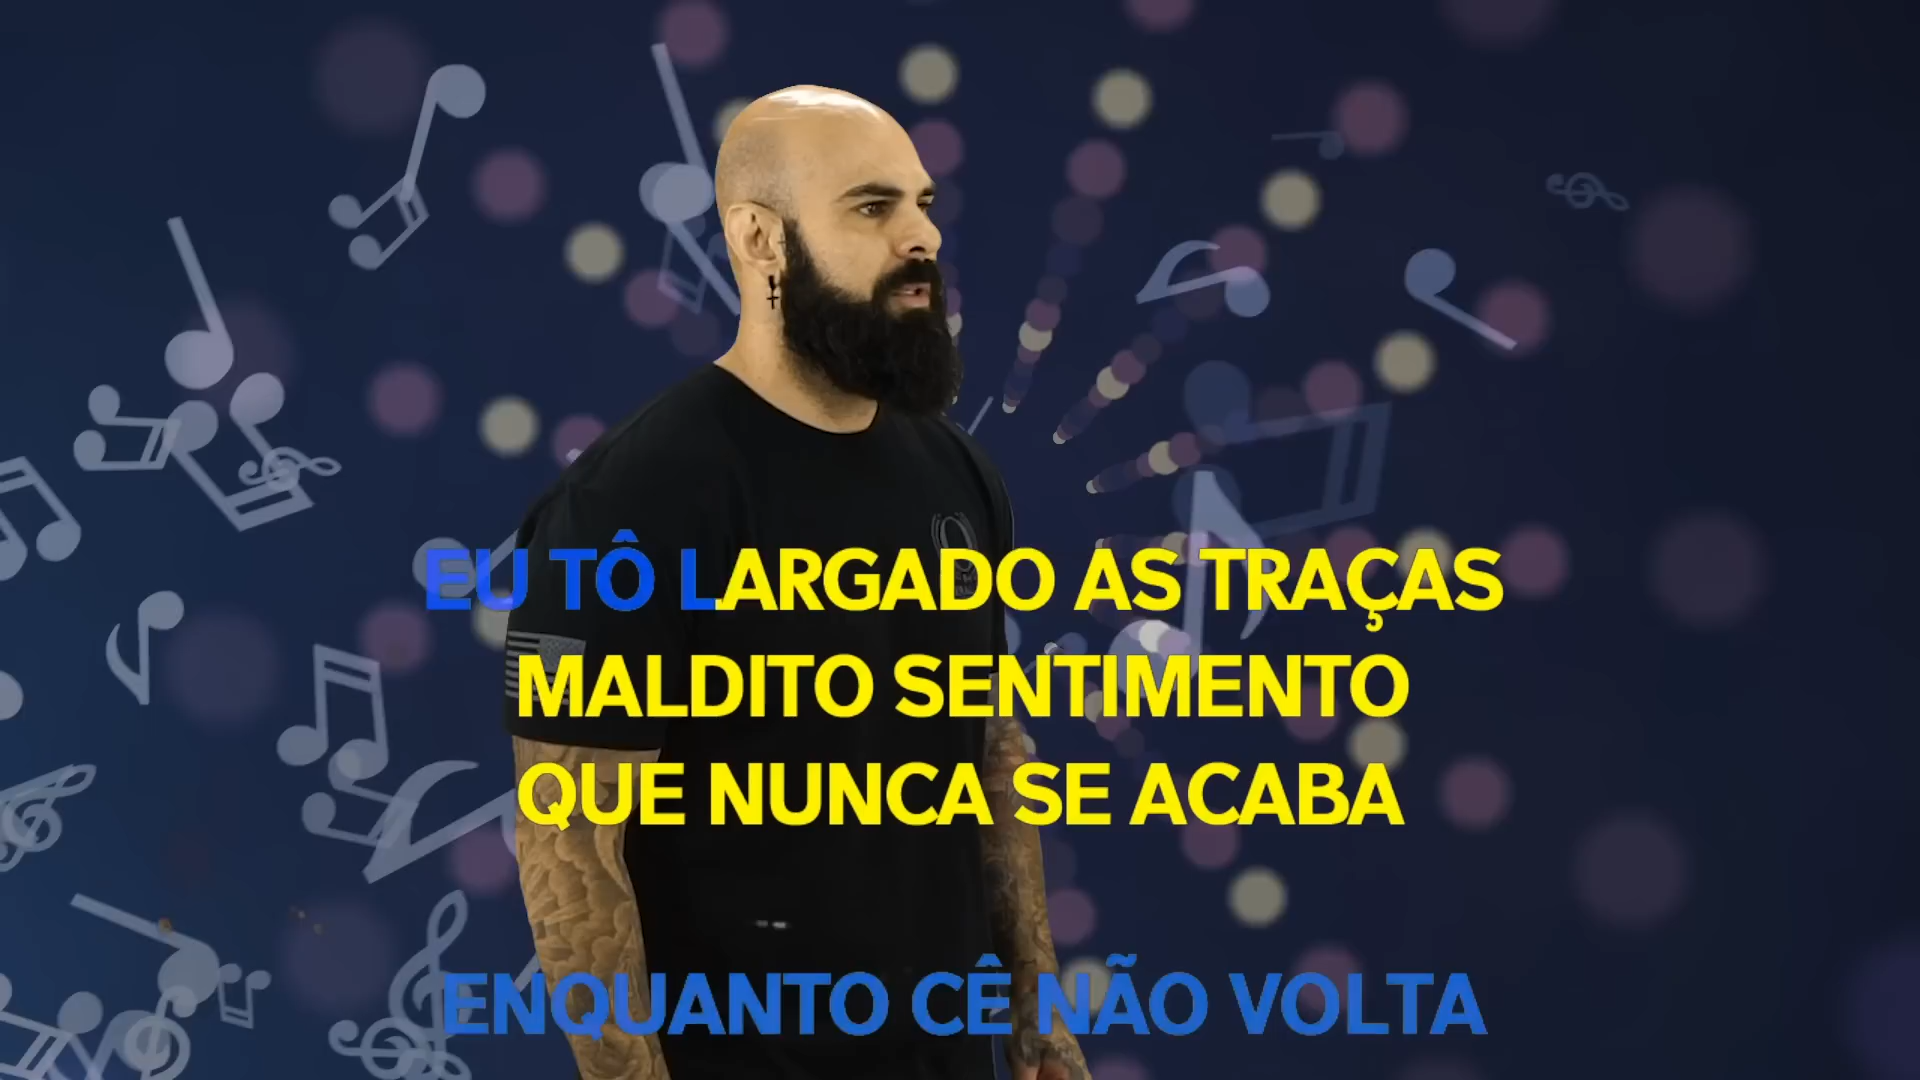 EU TÔ LARGADO AS TRAÇAS
MALDITO SENTIMENTO
QUE NUNCA SE ACABA
ENQUANTO CÊ NÃO VOLTA